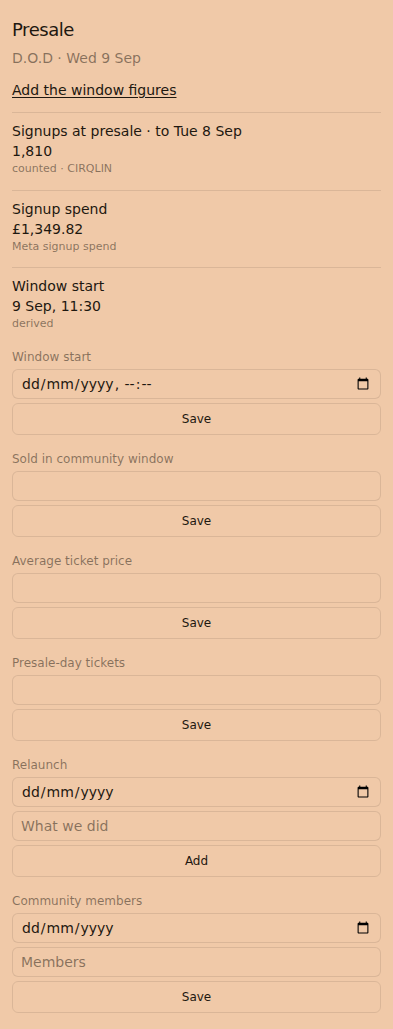 Presale
D.O.D · Wed 9 Sep
Add the window figures
Signups at presale · to Tue 8 Sep
1,810
counted · CIRQLIN
Signup spend
£1,349.82
Meta signup spend
Window start
9 Sep, 11:30
derived
Window start
dd/mm/yyyy, --:--
Save
Sold in community window
Save
Average ticket price
Save
Presale-day tickets
Save
Relaunch
dd/mm/yyyy
What we did
Add
Community members
dd/mm/yyyy
Members
Save